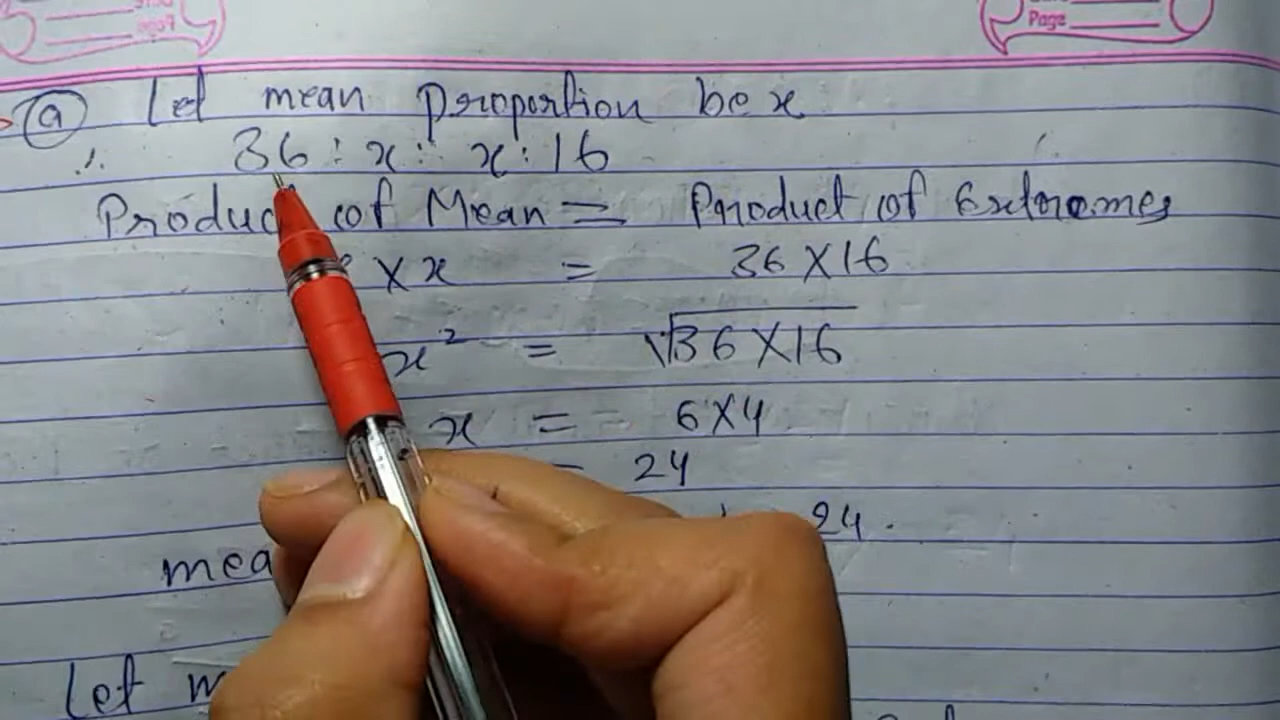 Page
(a) Let mean proportion be x
∴ 36 : x :: x : 16
Product of Mean = Product of Extremes
x x = 36 X 16
x² = √36 X 16
x = 6 X 4
= 24
24.
Let